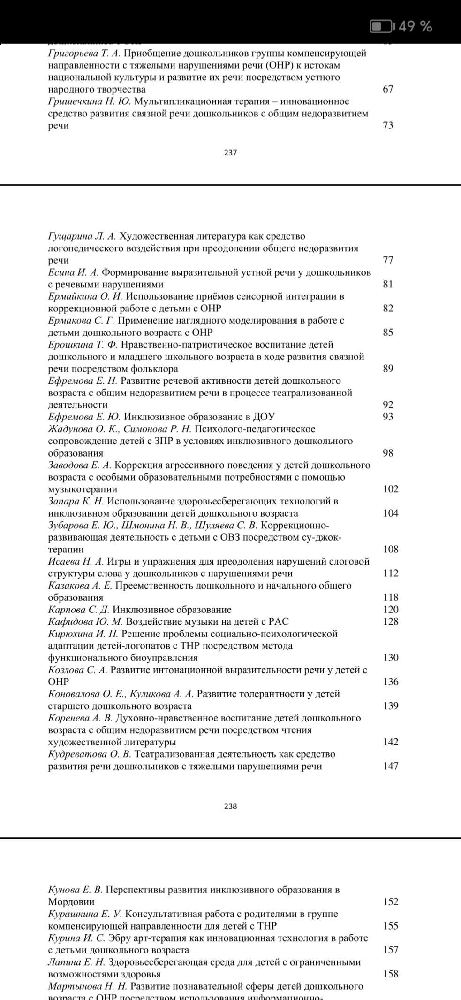 49 %
Григорьева Т. А. Приобщение дошкольников группы компенсирующей
направленности с тяжелыми нарушениями речи (ОНР) к истокам
национальной культуры и развитие их речи посредством устного
народного творчества 67
Гришечкина Н. Ю. Мультипликационная терапия – инновационное
средство развития связной речи дошкольников с общим недоразвитием
речи 73
237
Гущарина Л. А. Художественная литература как средство
логопедического воздействия при преодолении общего недоразвития
речи 77
Есина И. А. Формирование выразительной устной речи у дошкольников
с речевыми нарушениями 81
Ермайкина О. И. Использование приёмов сенсорной интеграции в
коррекционной работе с детьми с ОНР 82
Ермакова С. Г. Применение наглядного моделирования в работе с
детьми дошкольного возраста с ОНР 85
Ерошкина Т. Ф. Нравственно-патриотическое воспитание детей
дошкольного и младшего школьного возраста в ходе развития связной
речи посредством фольклора 89
Ефремова Е. Н. Развитие речевой активности детей дошкольного
возраста с общим недоразвитием речи в процессе театрализованной
деятельности 92
Ефремова Е. Ю. Инклюзивное образование в ДОУ 93
Жадунова О. К., Симонова Р. Н. Психолого-педагогическое
сопровождение детей с ЗПР в условиях инклюзивного дошкольного
образования 98
Заводова Е. А. Коррекция агрессивного поведения у детей дошкольного
возраста с особыми образовательными потребностями с помощью
музыкотерапии 102
Запара К. Н. Использование здоровьесберегающих технологий в
инклюзивном образовании детей дошкольного возраста 104
Зубарова Е. Ю., Шмонина Н. В., Шуляева С. В. Коррекционно-
развивающая деятельность с детьми с ОВЗ посредством су-джок-
терапии 108
Исаева Н. А. Игры и упражнения для преодоления нарушений слоговой
структуры слова у дошкольников с нарушениями речи 112
Казакова А. Е. Преемственность дошкольного и начального общего
образования 118
Карпова С. Д. Инклюзивное образование 120
Кафидова Ю. М. Воздействие музыки на детей с РАС 128
Кирюхина И. П. Решение проблемы социально-психологической
адаптации детей-логопатов с ТНР посредством метода
функционального биоуправления 130
Козлова С. А. Развитие интонационной выразительности речи у детей с
ОНР 136
Коновалова О. Е., Куликова А. А. Развитие толерантности у детей
старшего дошкольного возраста 139
Коренева А. В. Духовно-нравственное воспитание детей дошкольного
возраста с общим недоразвитием речи посредством чтения
художественной литературы 142
Кудреватова О. В. Театрализованная деятельность как средство
развития речи дошкольников с тяжелыми нарушениями речи 147
238
Кунова Е. В. Перспективы развития инклюзивного образования в
Мордовии 152
Курашкина Е. У. Консультативная работа с родителями в группе
компенсирующей направленности для детей с ТНР 155
Курина И. С. Эбру арт-терапия как инновационная технология в работе
с детьми дошкольного возраста 157
Лапина Е. Н. Здоровьесберегающая среда для детей с ограниченными
возможностями здоровья 158
Мартынова Н. Н. Развитие познавательной сферы детей дошкольного
возраста с ОНР посредством использования информационно-